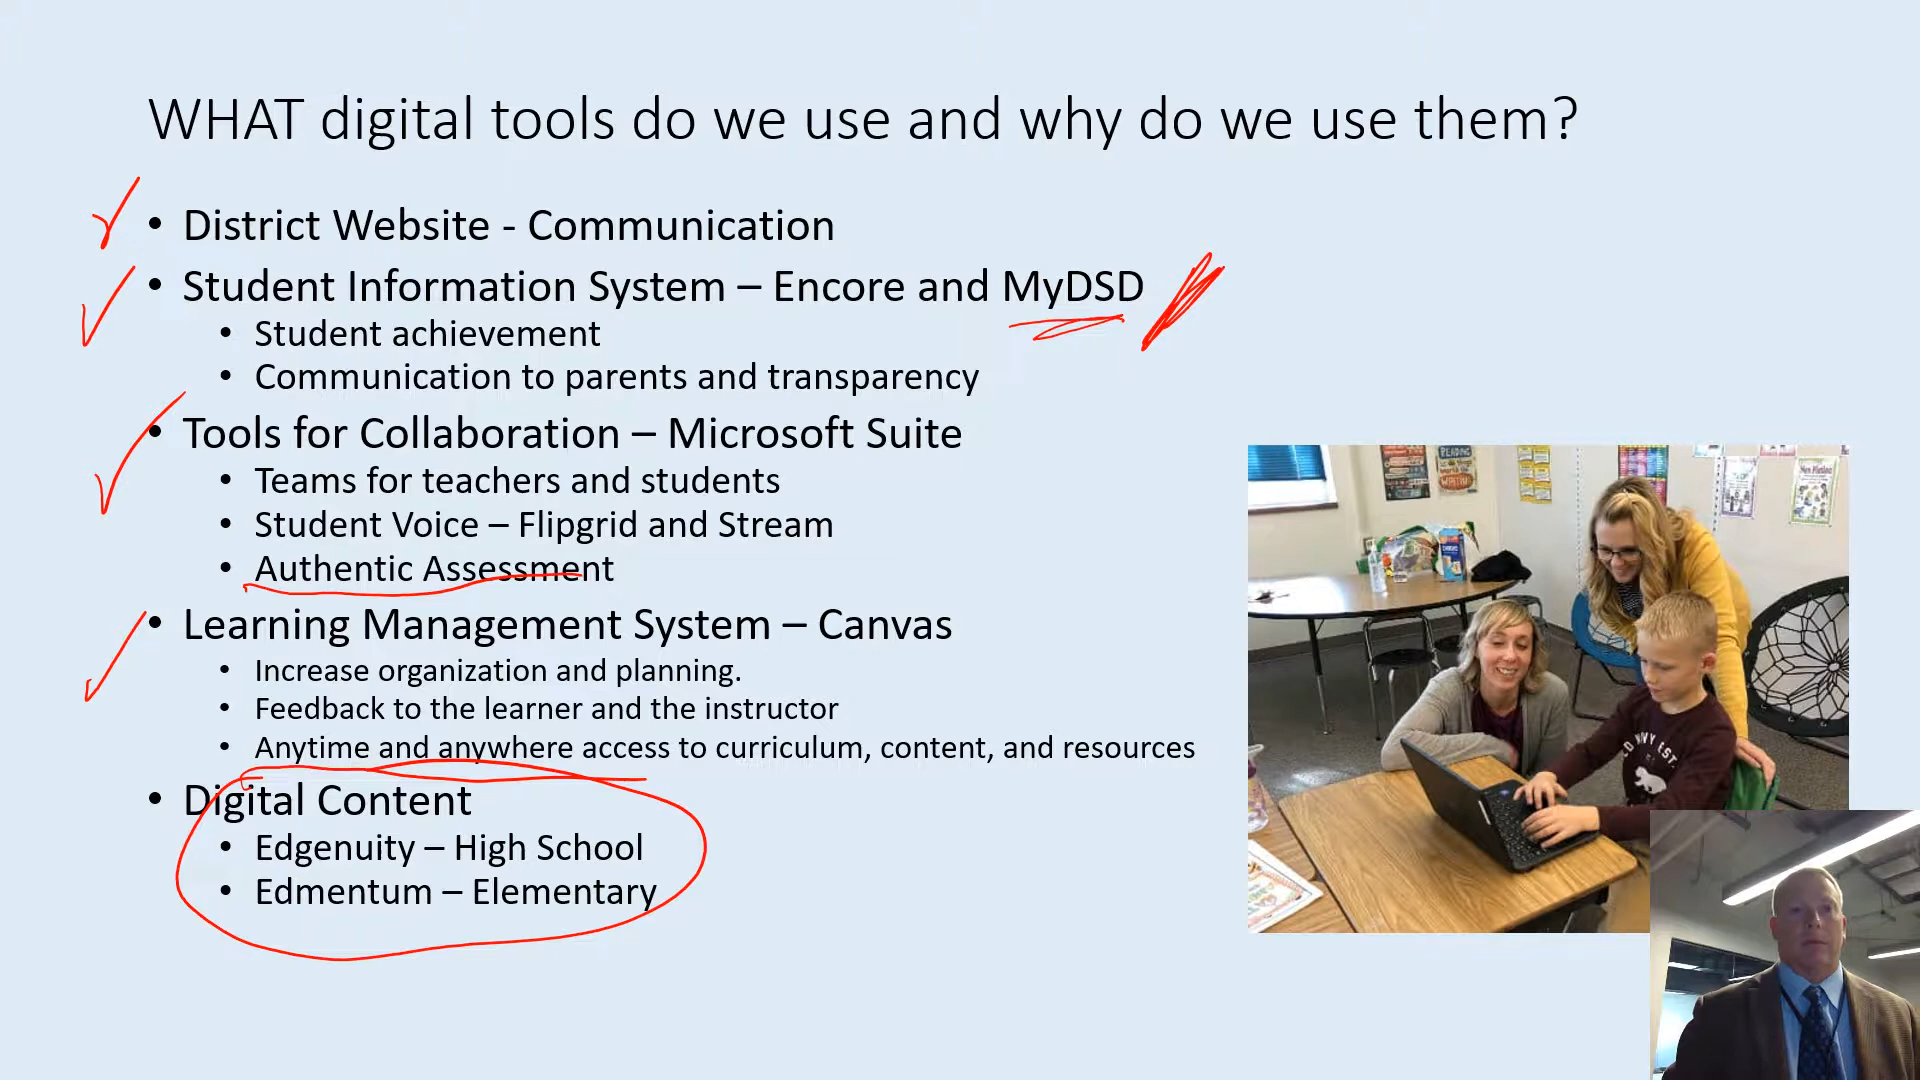 WHAT digital tools do we use and why do we use them?
• District Website - Communication
• Student Information System – Encore and MyDSD
• Student achievement
• Communication to parents and transparency
• Tools for Collaboration – Microsoft Suite
• Teams for teachers and students
• Student Voice – Flipgrid and Stream
• Authentic Assessment
• Learning Management System – Canvas
• Increase organization and planning.
• Feedback to the learner and the instructor
• Anytime and anywhere access to curriculum, content, and resources
• Digital Content
• Edgenuity – High School
• Edmentum – Elementary
READING